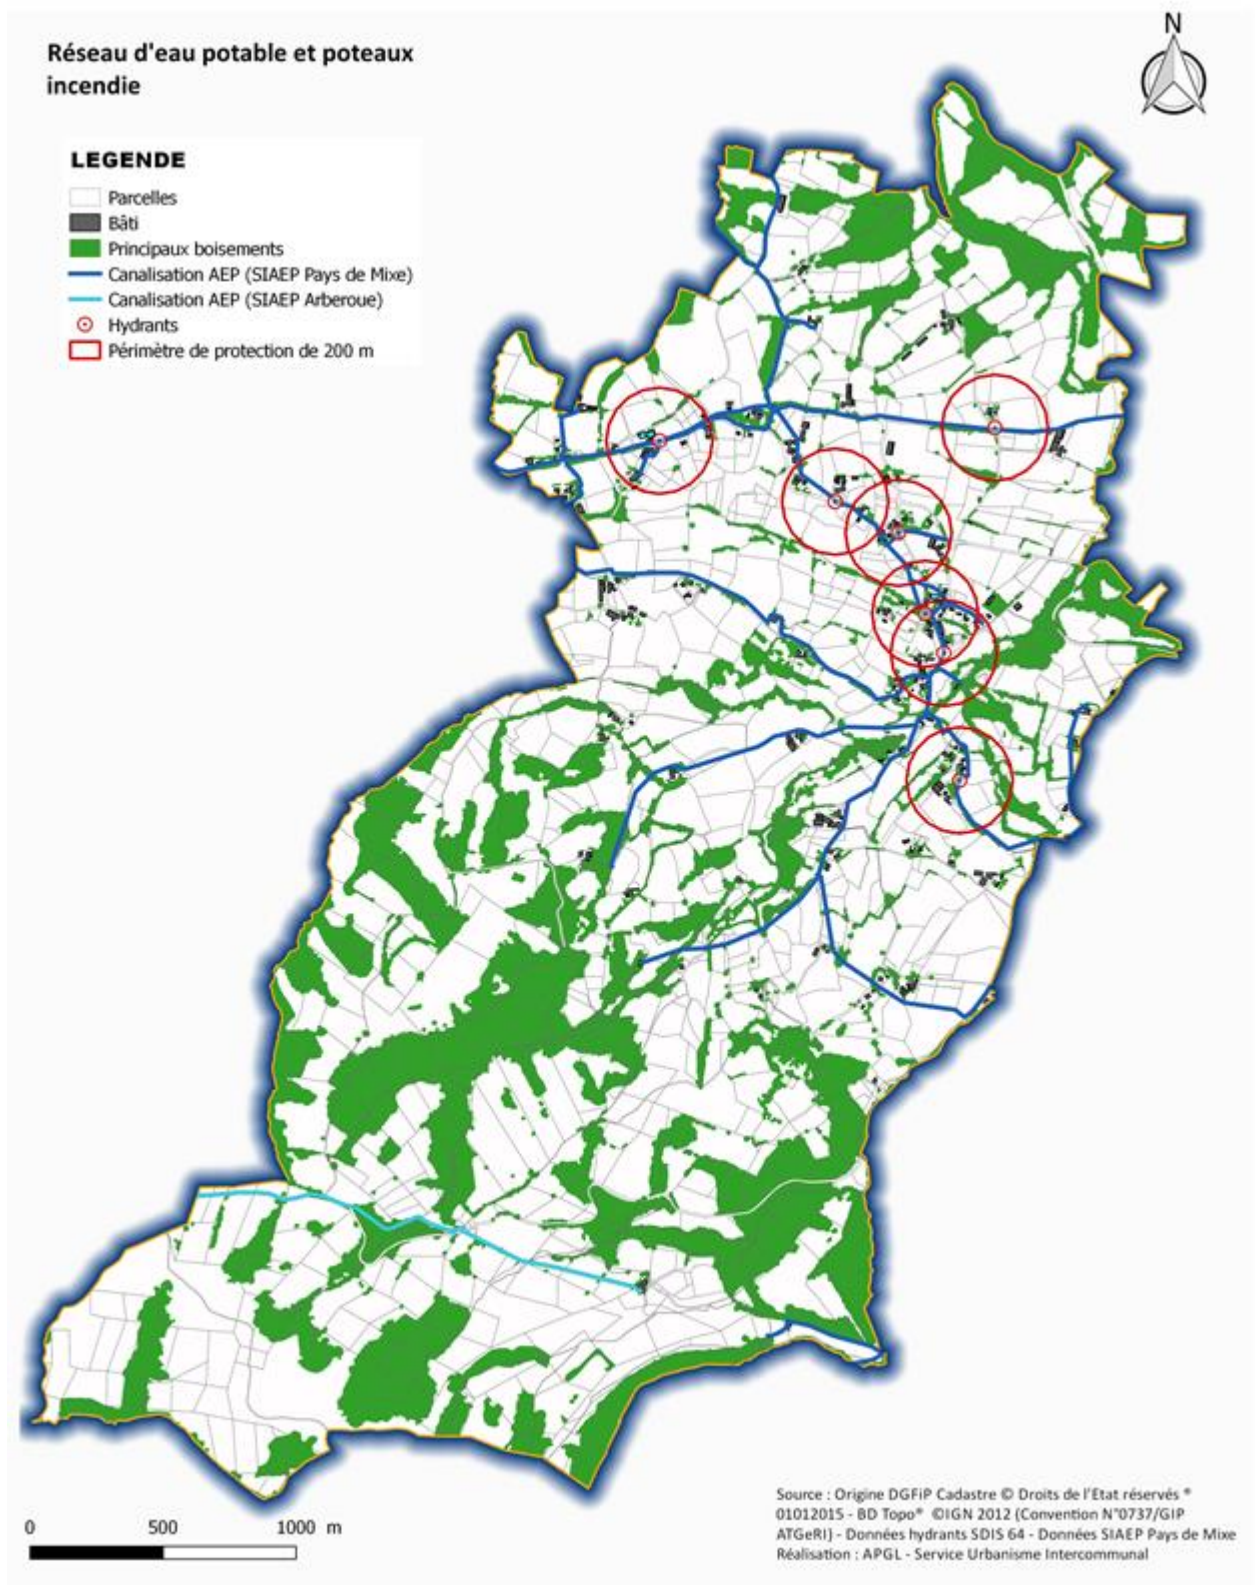 N
Réseau d'eau potable et poteaux
incendie
LEGENDE
Parcelles
Bâti
Principaux boisements
Canalisation AEP (SIAEP Pays de Mixe)
Canalisation AEP (SIAEP Arberoue)
Hydrants
Périmètre de protection de 200 m
Source : Origine DGFiP Cadastre © Droits de l'Etat réservés ®
01012015 - BD Topo® ©IGN 2012 (Convention N°0737/GIP
ATGeRI) - Données hydrants SDIS 64 - Données SIAEP Pays de Mixe
Réalisation : APGL - Service Urbanisme Intercommunal
0 500 1000 m